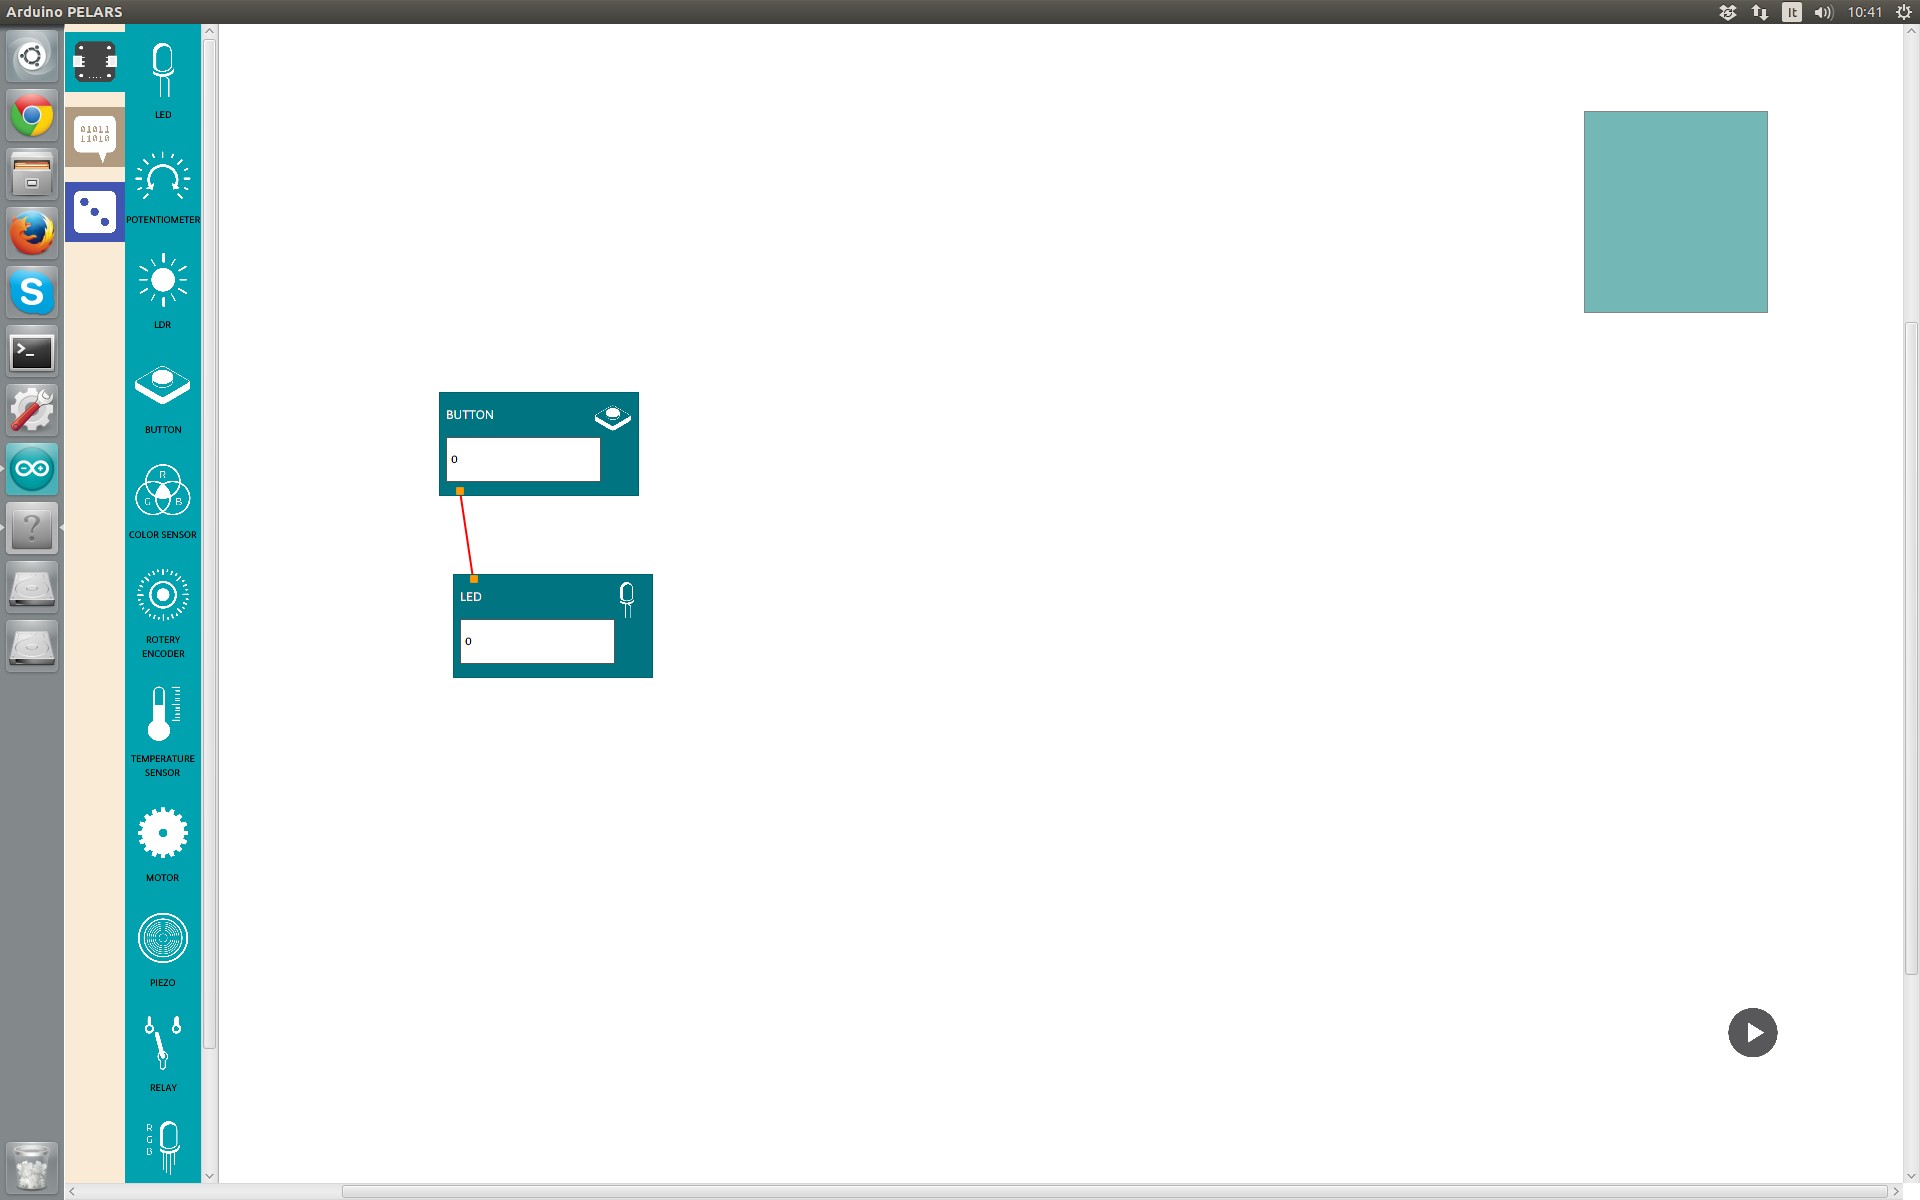 Arduino PELARS
It
10:41
01011
11010
LED
POTENTIOMETER
LDR
BUTTON
R
G
B
COLOR SENSOR
ROTERY
ENCODER
TEMPERATURE
SENSOR
MOTOR
PIEZO
RELAY
R
G
B
S
>_
?
BUTTON
0
LED
0